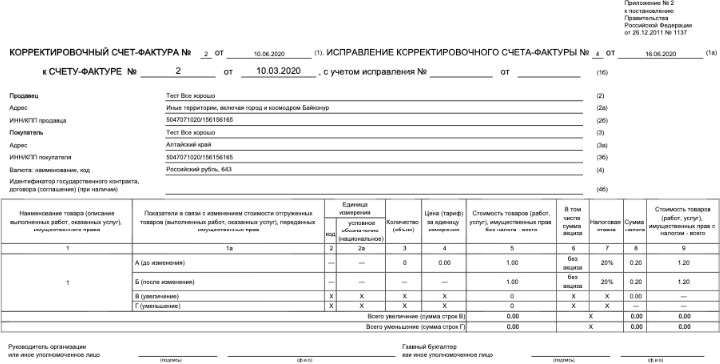 Приложение № 2
к постановлению
Правительства
Российской Федерации
от 26.12.2011 № 1137
КОРРЕКТИРОВОЧНЫЙ СЧЕТ-ФАКТУРА № 2 от 10.06.2020 (1), ИСПРАВЛЕНИЕ КСРРЕКТИРОВОЧНОГО СЧЕТА-ФАКТУРЫ № 4 от 16.06.2020 (1а)
к СЧЕТУ-ФАКТУРЕ № 2 от 10.03.2020 , с учетом исправления № от (1б)
Продавец Тест Все хорошо (2)
Адрес Иные территории, включая город и космодром Байконур (2а)
ИНН/КПП продавца 5047071020/156156165 (2б)
Покупатель Тест Все хорошо (3)
Адрес Алтайский край (3а)
ИНН/КПП покупателя 5047071020/156156165 (3б)
Валюта: наименование, код Российский рубль, 643 (4)
Идентификатор государственного контракта,
договора (соглашения) (при наличии) (4б)
Наименование товара (описание выполненных работ, оказанных услуг), имущественного права
Показатели в связи с изменением стоимости отгруженных товаров (выполненных работ, оказанных услуг), переданных имущественных прав
Единица измерения
код
условное обозначение (национальное)
Количество (объем)
Цена (тариф) за единицу измерения
Стоимость товаров (работ, услуг), имущественных прав без налога - всего
В том числе сумма акциза
Налоговая ставка
Сумма налога
Стоимость товаров (работ, услуг), имущественных прав с налогом - всего
1 1а 2 2а 3 4 5 6 7 8 9
1
А (до изменения) — — 0 0.00 1.00 без акциза 20% 0.20 1.20
Б (после изменения) — — — — 1.00 без акциза 20% 0.20 1.20
В (увеличение) Х Х Х Х 0 Х Х 0.00 —
Г (уменьшение) Х Х Х Х 0 Х Х — —
Всего увеличение (сумма строк В) 0.00 Х 0.00 0.00
Всего уменьшение (сумма строк Г) 0.00 Х 0.00 0.00
Руководитель организации
или иное уполномоченное лицо
(подпись) (ф и о)
Главный бухгалтер
или иное уполномоченное лицо
(подпись) (ф и о)